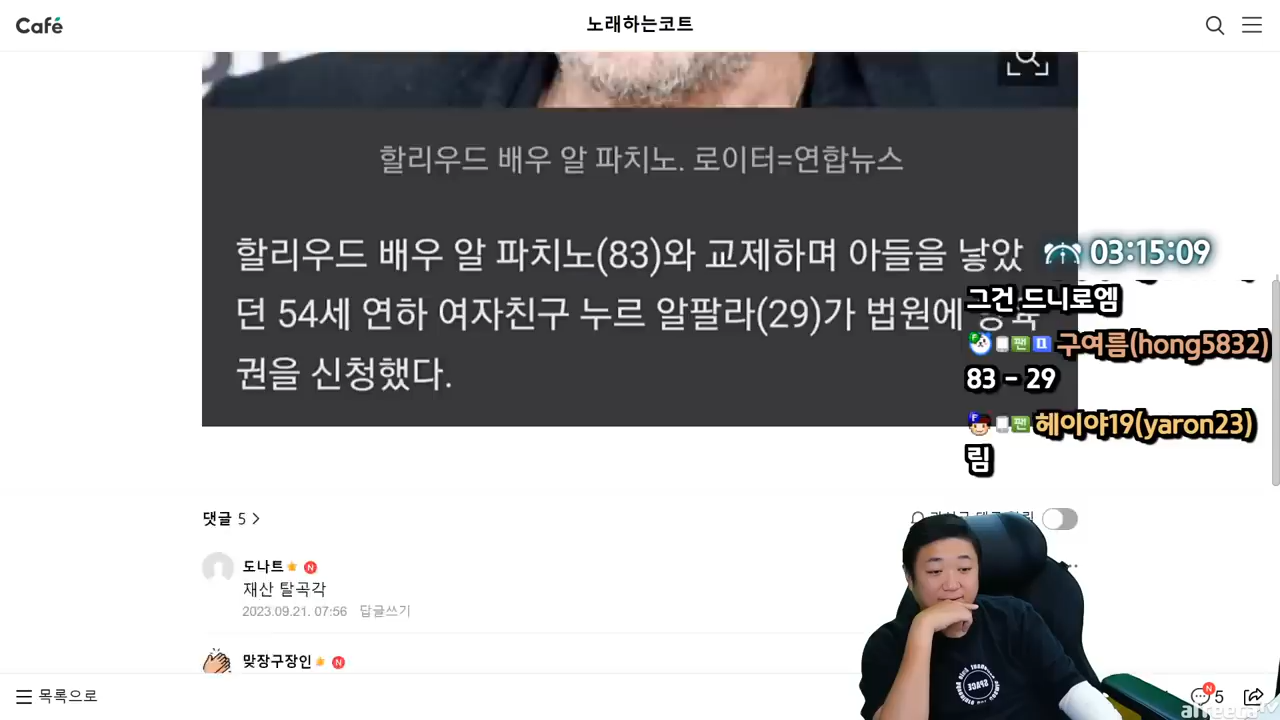 Café
노래하는코트
할리우드 배우 알 파치노. 로이터=연합뉴스
할리우드 배우 알 파치노(83)와 교제하며 아들을 낳았
던 54세 연하 여자친구 누르 알팔라(29)가 법원에 양육
권을 신청했다.
03:15:09
그건 드니로엠
구여름(hong5832)
83 - 29
헤이야19(yaron23)
림
댓글 5
도나트
재산 탈곡각
2023.09.21. 07:56 답글쓰기
맞장구장인
목록으로
5
SPACE
afreecaTV